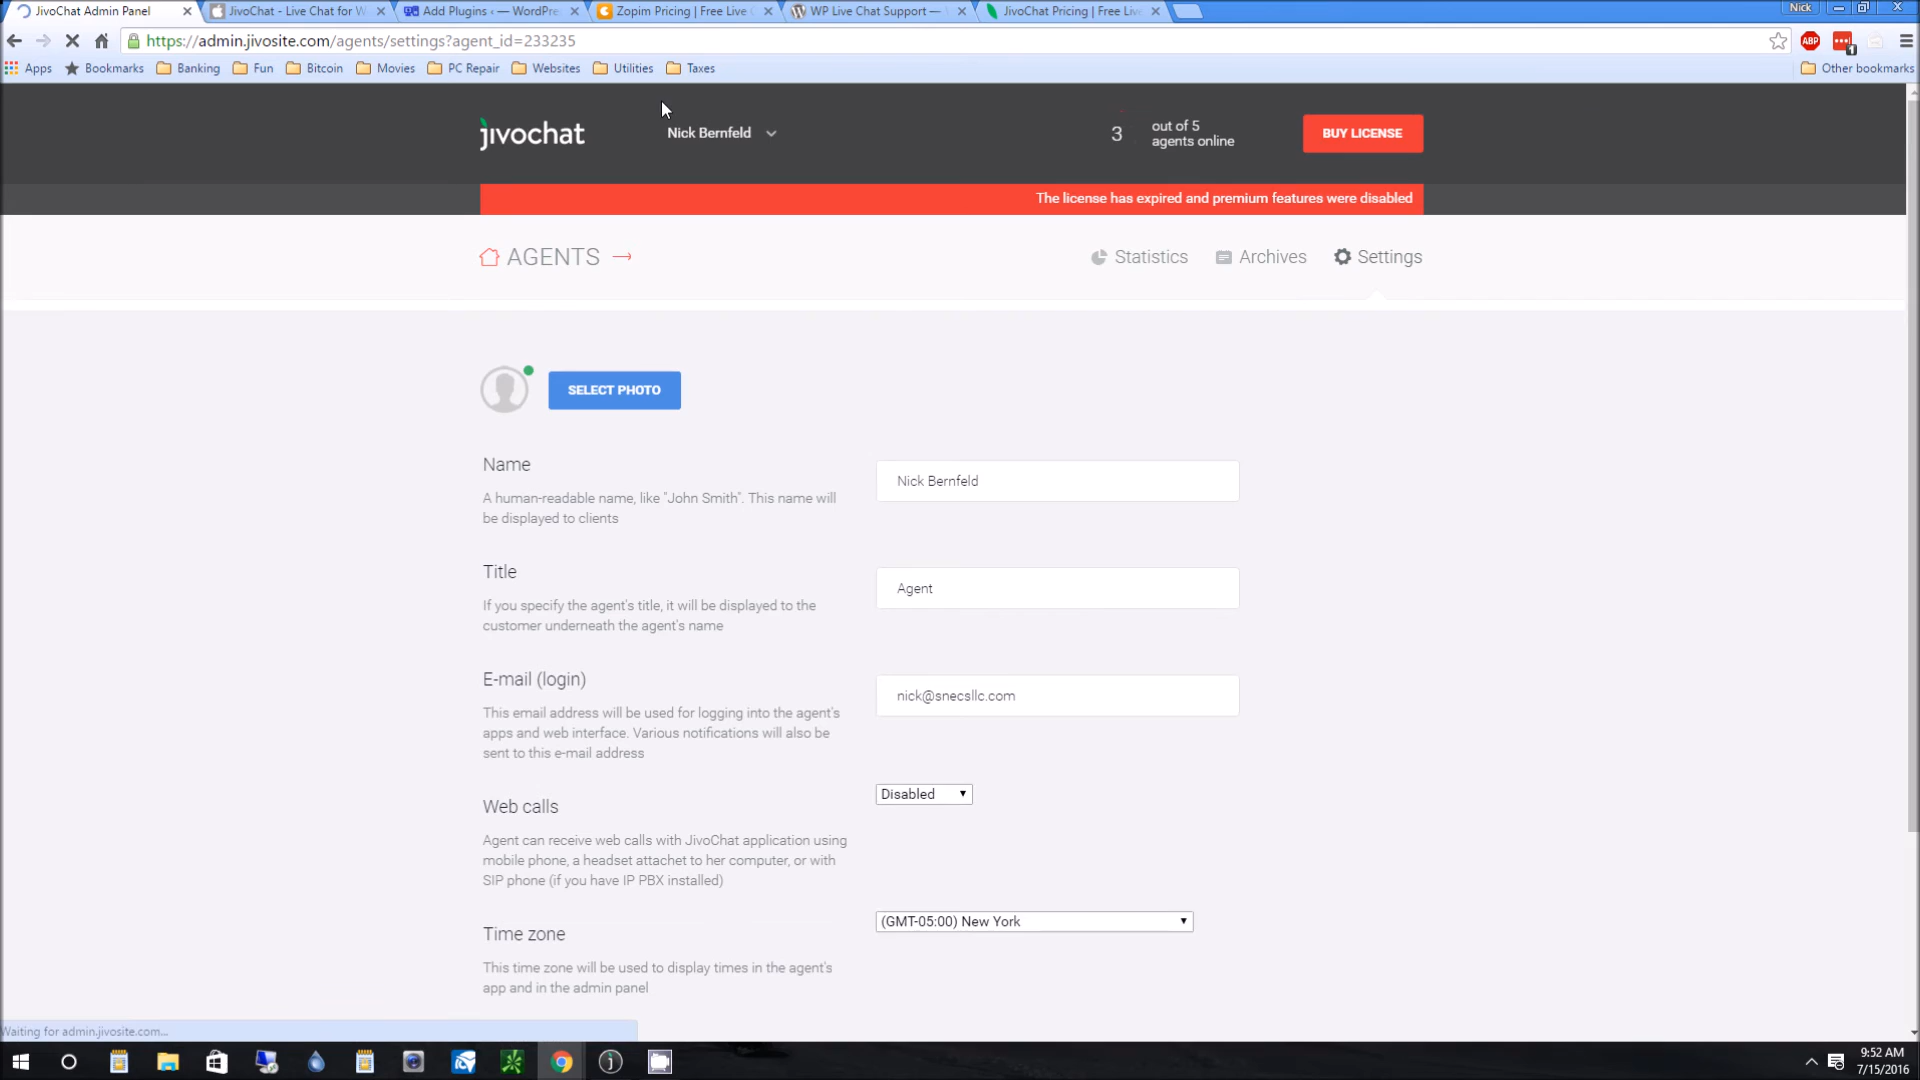 JivoChat Admin Panel
JivoChat - Live Chat for W
Add Plugins ‹ — WordPre
Zopim Pricing | Free Live
WP Live Chat Support —
JivoChat Pricing | Free Liv
Nick
https://admin.jivosite.com/agents/settings?agent_id=233235
ABP
1
Apps
Bookmarks
Banking
Fun
Bitcoin
Movies
PC Repair
Websites
Utilities
Taxes
Other bookmarks
jivochat
Nick Bernfeld
3
out of 5
agents online
BUY LICENSE
The license has expired and premium features were disabled
AGENTS
Statistics
Archives
Settings
SELECT PHOTO
Name
A human-readable name, like "John Smith". This name will
be displayed to clients
Nick Bernfeld
Title
If you specify the agent's title, it will be displayed to the
customer underneath the agent's name
Agent
E-mail (login)
This email address will be used for logging into the agent's
apps and web interface. Various notifications will also be
sent to this e-mail address
nick@snecsllc.com
Web calls
Agent can receive web calls with JivoChat application using
mobile phone, a headset attachet to her computer, or with
SIP phone (if you have IP PBX installed)
Disabled
Time zone
This time zone will be used to display times in the agent's
app and in the admin panel
(GMT-05:00) New York
Waiting for admin.jivosite.com...
9:52 AM
7/15/2016